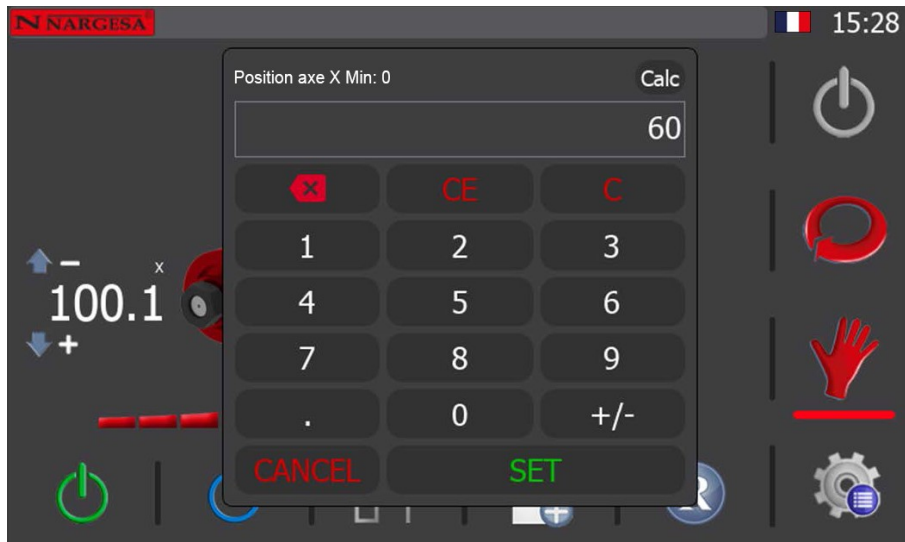 N NARGESA
15:28
Position axe X Min: 0
Calc
60
CE
C
1
2
3
4
5
6
7
8
9
.
0
+/-
CANCEL
SET
−
x
100.1
+
R